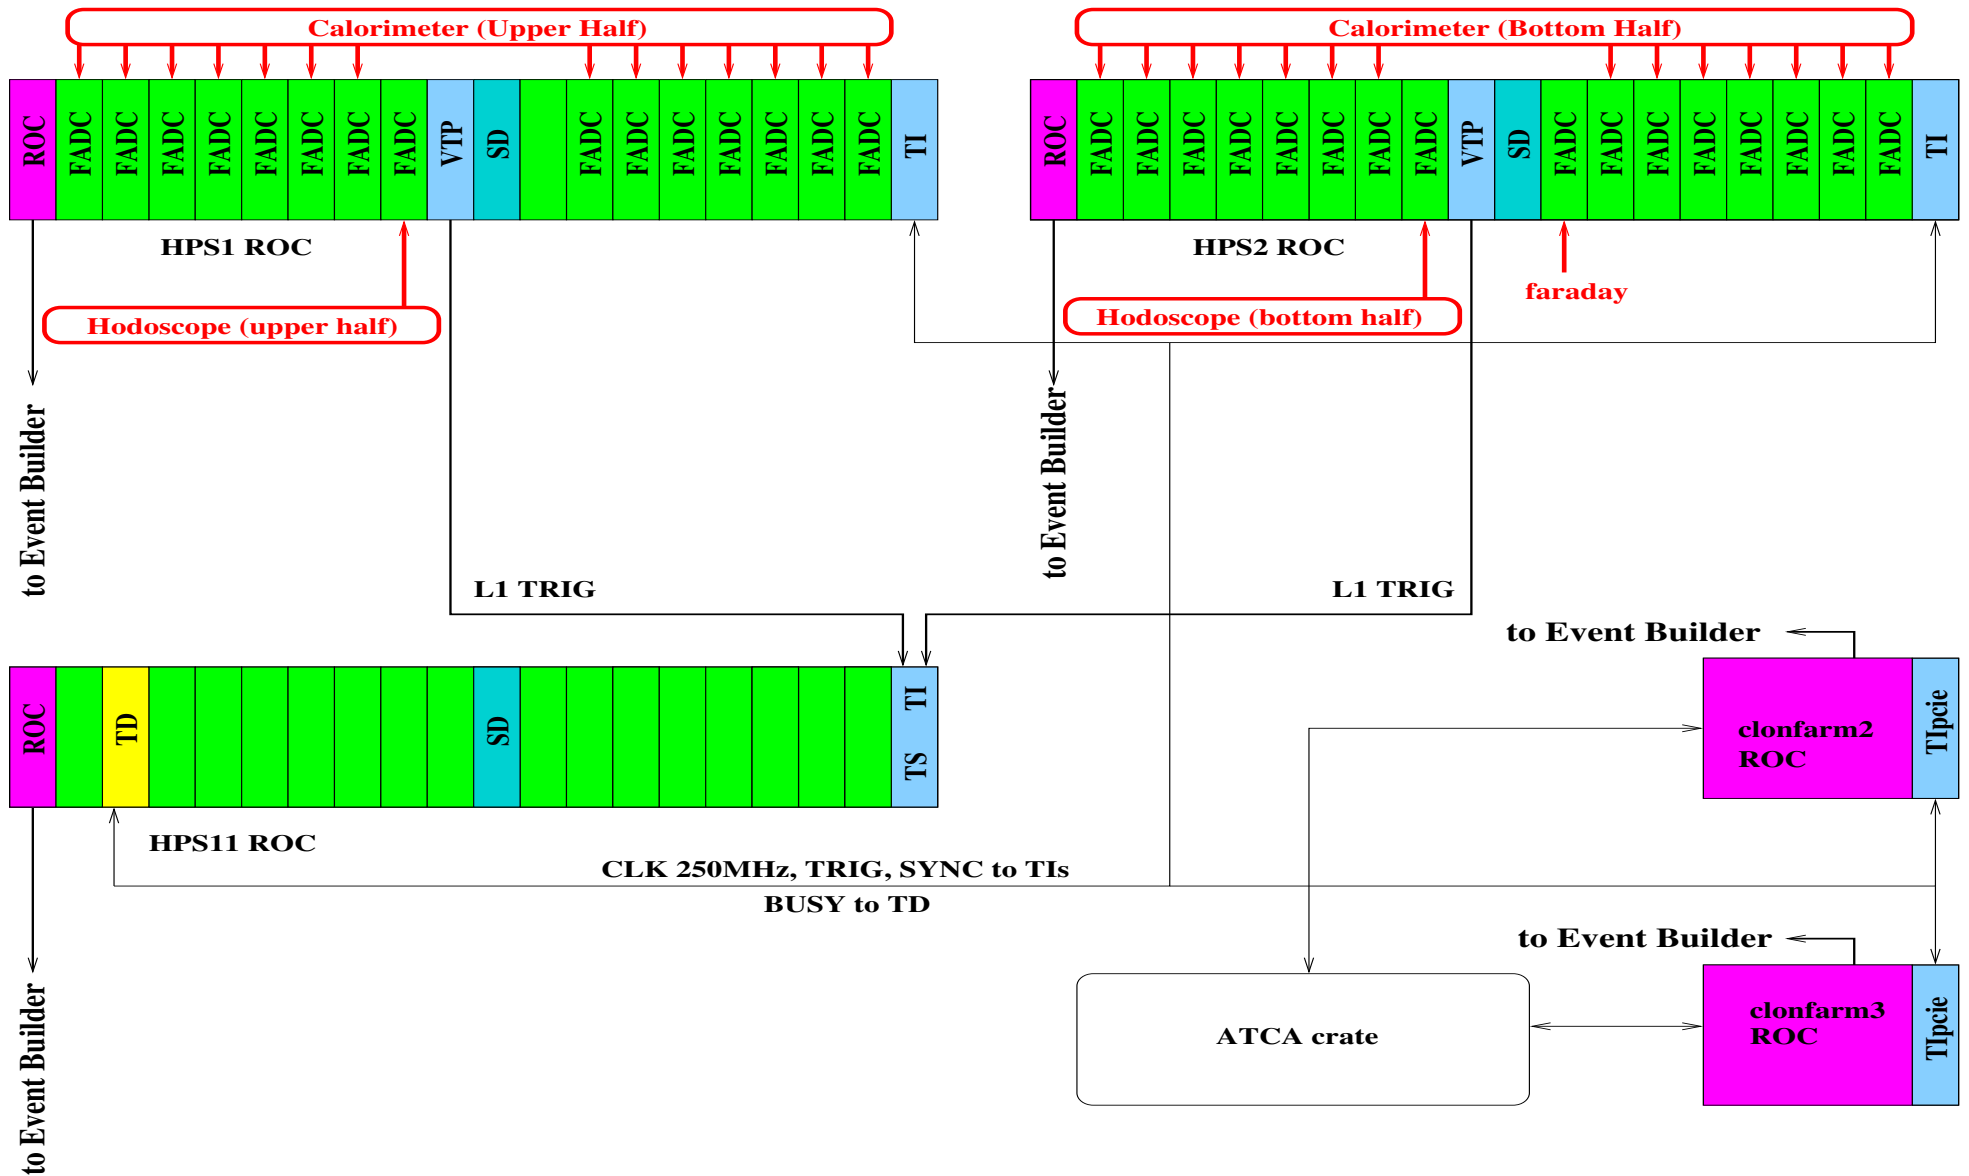 Calorimeter (Upper Half)
Calorimeter (Bottom Half)
ROC
FADC
FADC
FADC
FADC
FADC
FADC
FADC
FADC
VTP
SD
FADC
FADC
FADC
FADC
FADC
FADC
FADC
TI
ROC
FADC
FADC
FADC
FADC
FADC
FADC
FADC
FADC
VTP
SD
FADC
FADC
FADC
FADC
FADC
FADC
FADC
FADC
TI
HPS1 ROC
HPS2 ROC
faraday
Hodoscope (upper half)
Hodoscope (bottom half)
to Event Builder
to Event Builder
L1 TRIG
L1 TRIG
to Event Builder
ROC
TD
SD
TS TI
clonfarm2
ROC
TIpcie
HPS11 ROC
CLK 250MHz, TRIG, SYNC to TIs
BUSY to TD
to Event Builder
to Event Builder
ATCA crate
clonfarm3
ROC
TIpcie